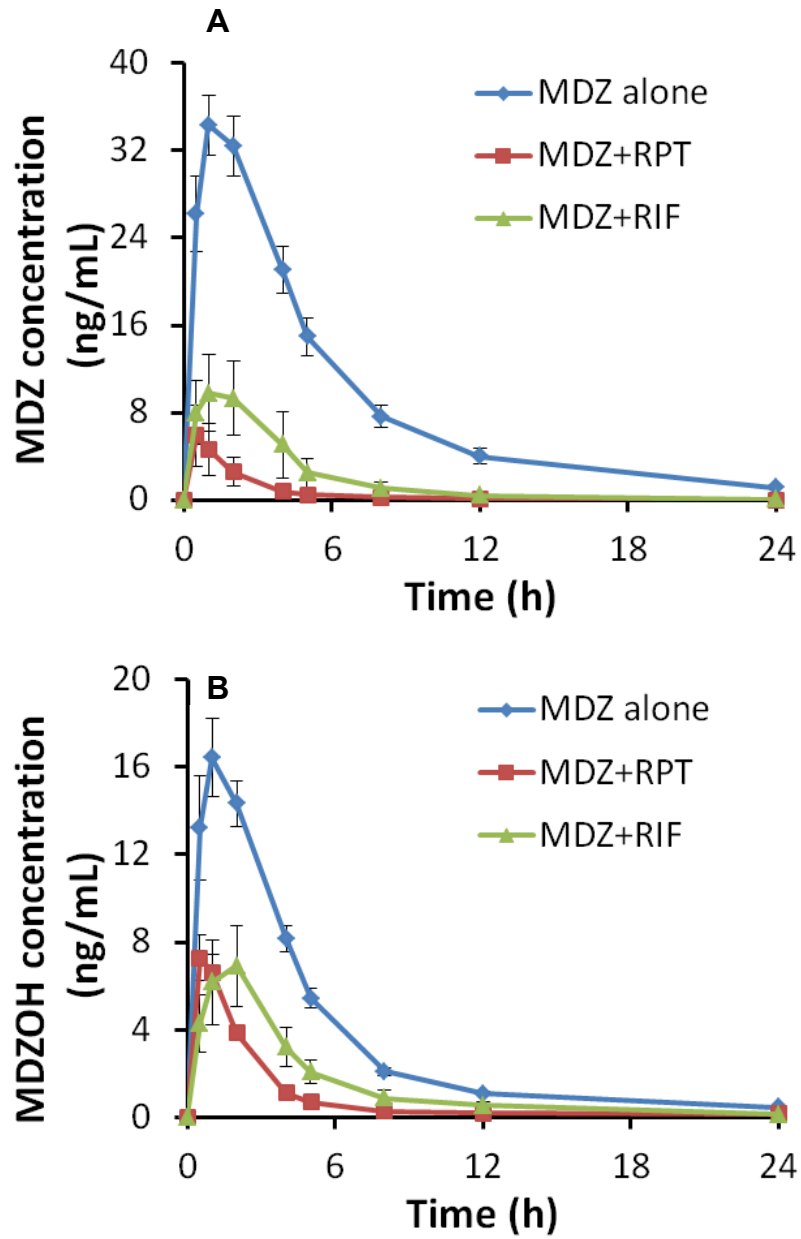 A
40
32
24
16
8
0
MDZ concentration
(ng/mL)
MDZ alone
MDZ+RPT
MDZ+RIF
0 6 12 18 24
Time (h)
B
20
16
12
8
4
0
MDZOH concentration
(ng/mL)
MDZ alone
MDZ+RPT
MDZ+RIF
0 6 12 18 24
Time (h)